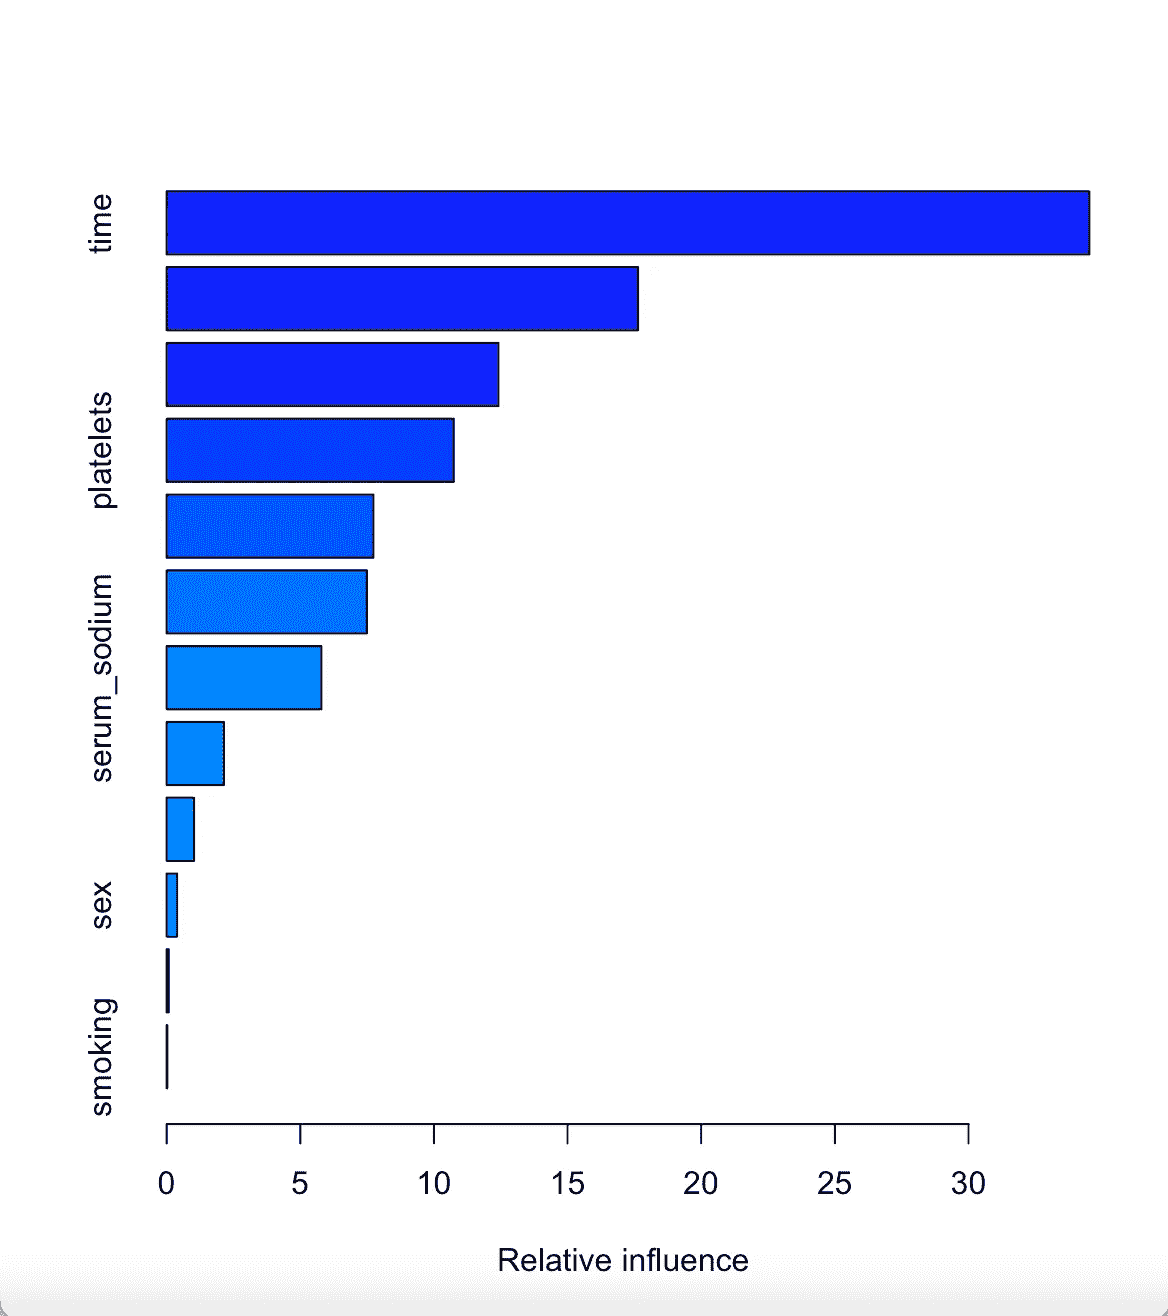 time
platelets
serum_sodium
sex
smoking
0 5 10 15 20 25 30
Relative influence